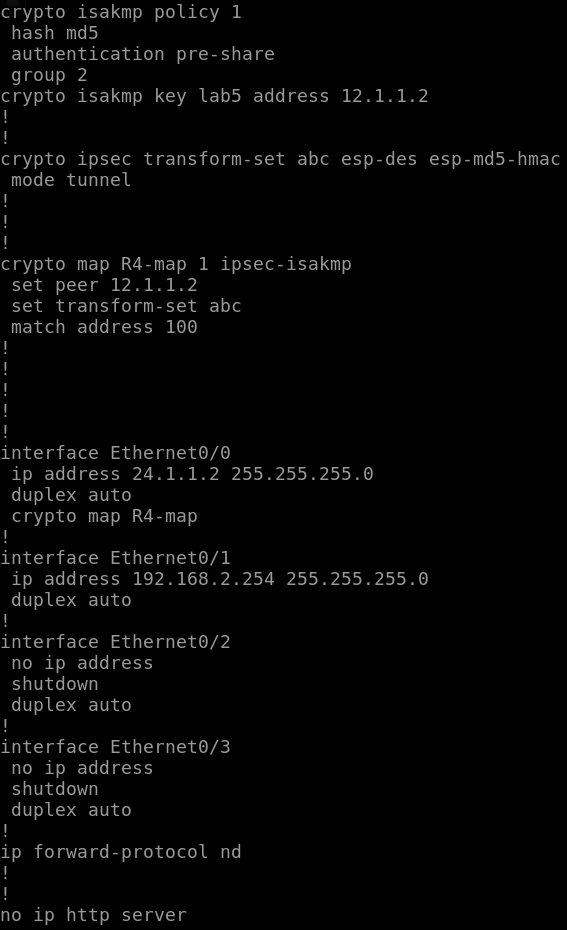 crypto isakmp policy 1
 hash md5
 authentication pre-share
 group 2
crypto isakmp key lab5 address 12.1.1.2
!
!
crypto ipsec transform-set abc esp-des esp-md5-hmac
 mode tunnel
!
!
!
crypto map R4-map 1 ipsec-isakmp
 set peer 12.1.1.2
 set transform-set abc
 match address 100
!
!
!
!
!
interface Ethernet0/0
 ip address 24.1.1.2 255.255.255.0
 duplex auto
 crypto map R4-map
!
interface Ethernet0/1
 ip address 192.168.2.254 255.255.255.0
 duplex auto
!
interface Ethernet0/2
 no ip address
 shutdown
 duplex auto
!
interface Ethernet0/3
 no ip address
 shutdown
 duplex auto
!
ip forward-protocol nd
!
!
no ip http server